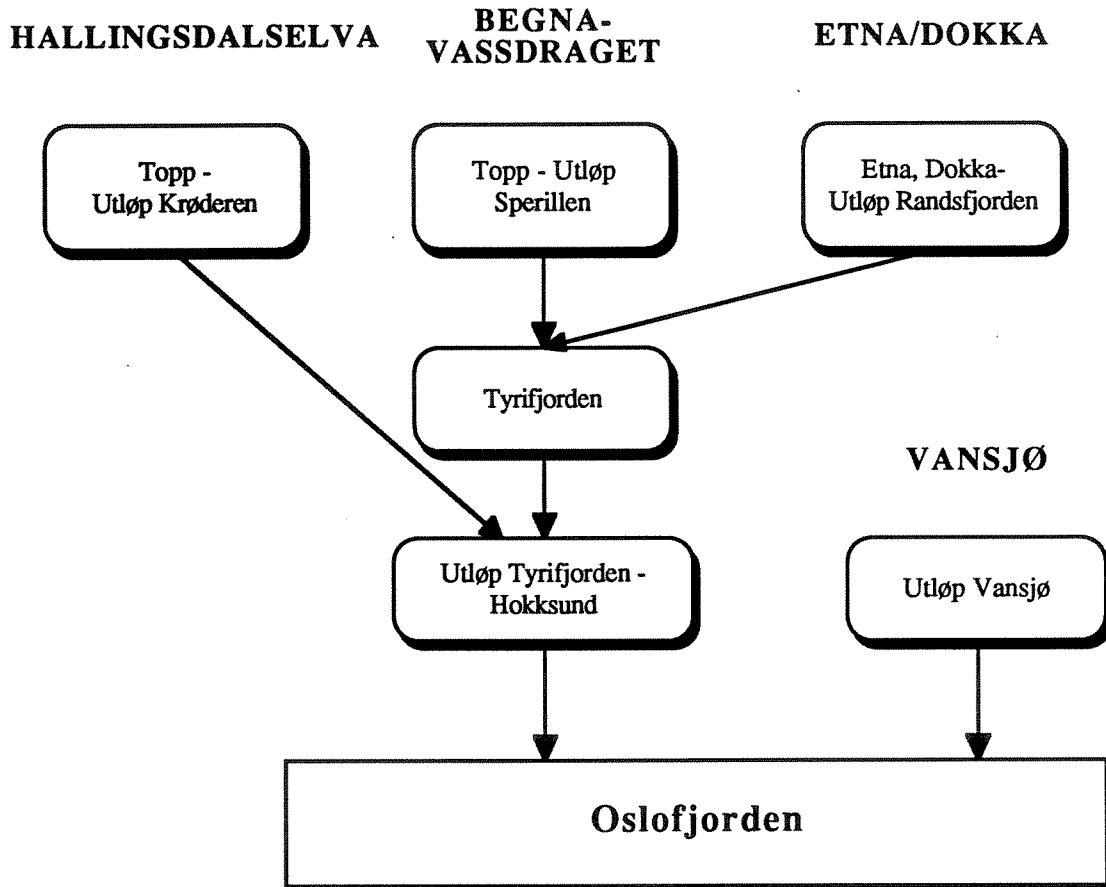 HALLINGSDALSELVA
BEGNA-
VASSDRAGET
ETNA/DOKKA
Topp -
Utløp Krøderen
Topp - Utløp
Sperillen
Etna, Dokka-
Utløp Randsfjorden
Tyrifjorden
VANSJØ
Utløp Tyrifjorden -
Hokksund
Utløp Vansjø
Oslofjorden